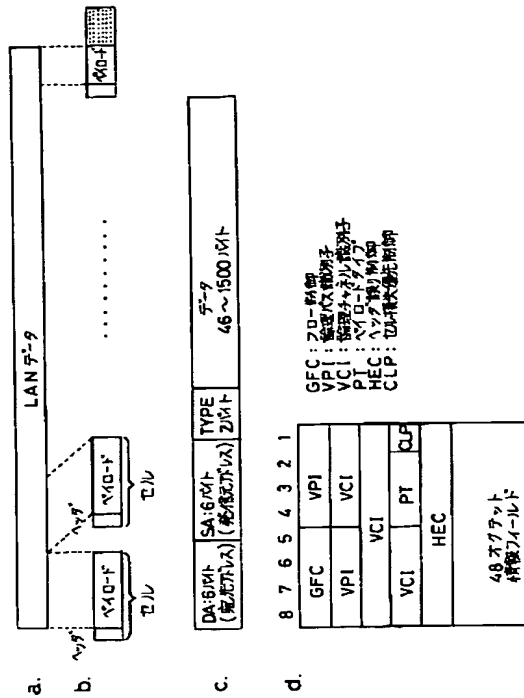 a.
LANデータ
b.
ヘッダ
ペイロード
セル
ヘッダ
ペイロード
セル
ペイロード
c.
DA:6バイト
(宛先アドレス)
SA:6バイト
(発信元アドレス)
TYPE
2バイト
データ
46〜1500バイト
d.
8 7 6 5 4 3 2 1
GFC
VPI
VPI
VCI
VCI
VCI
PT
CLP
HEC
48オクテット
情報フィールド
GFC:フロー制御
VPI:論理パス識別子
VCI:論理チャネル識別子
PT:ペイロードタイプ
HEC:ヘッダ誤り制御
CLP:セル損失優先制御